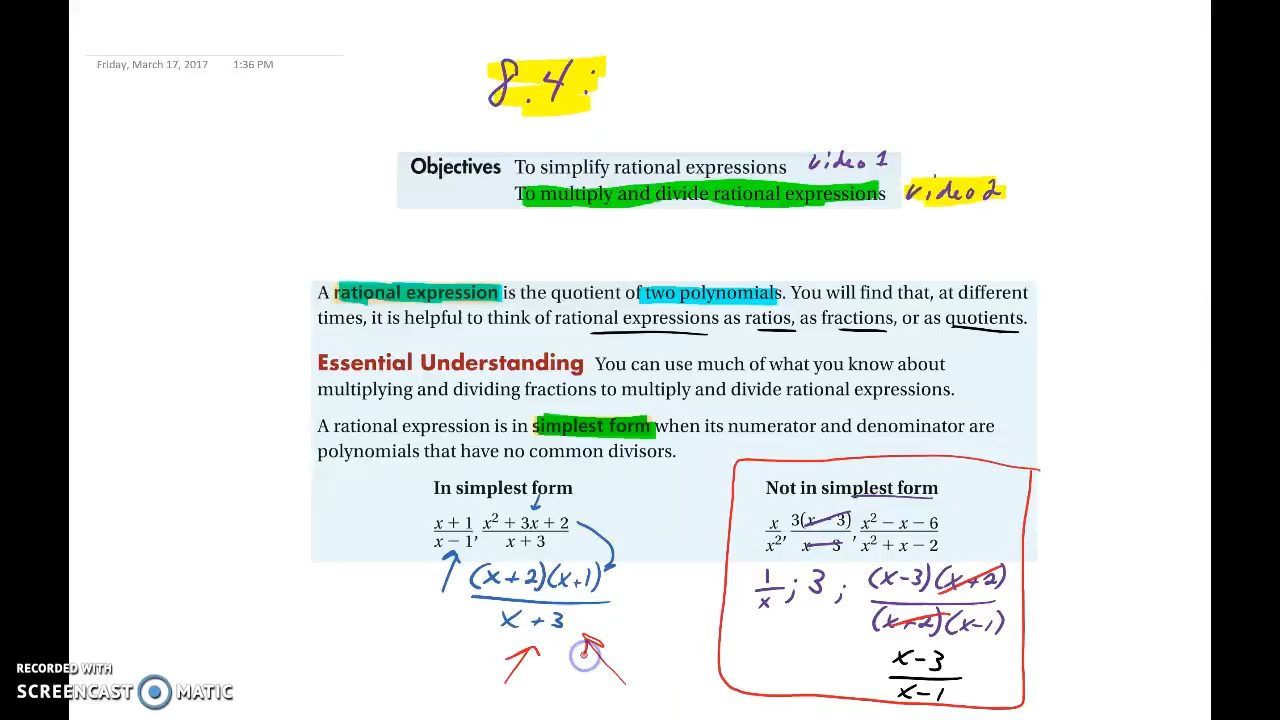 Friday, March 17, 2017 1:36 PM
8.4:
Objectives To simplify rational expressions video 1
To multiply and divide rational expressions video 2
A rational expression is the quotient of two polynomials. You will find that, at different
times, it is helpful to think of rational expressions as ratios, as fractions, or as quotients.
Essential Understanding You can use much of what you know about
multiplying and dividing fractions to multiply and divide rational expressions.
A rational expression is in simplest form when its numerator and denominator are
polynomials that have no common divisors.
In simplest form
x + 1 / x − 1, x² + 3x + 2 / x + 3
(x+2)(x+1) / x + 3
Not in simplest form
x / x², 3(x − 3) / x − 3, x² − x − 6 / x² + x − 2
1 / x ; 3 ; (x-3)(x+2) / (x+2)(x-1)
x-3 / x-1
RECORDED WITH
SCREENCAST MATIC